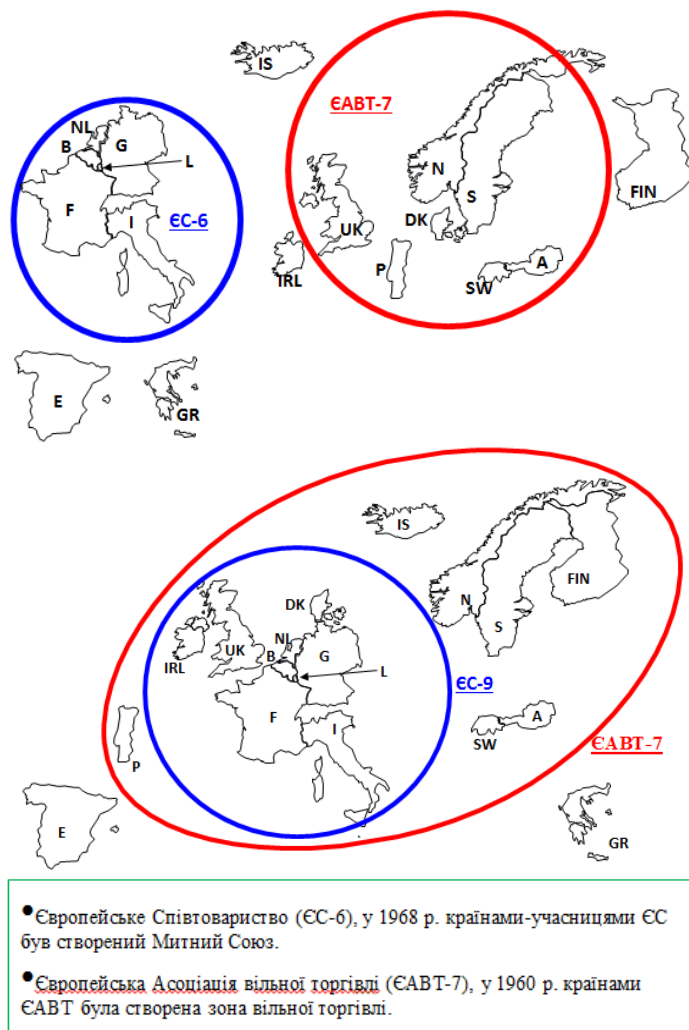 IS
ЄАВТ-7
NL
B
G
L
N
FIN
F
S
I
ЄС-6
DK
UK
IRL
P
SW
A
E
GR
IS
FIN
DK
N
NL
S
UK
B
G
IRL
L
ЄС-9
F
A
I
SW
P
ЄАВТ-7
E
GR
•Європейське Співтовариство (ЄС-6), у 1968 р. країнами-учасницями ЄС
був створений Митний Союз.
•Європейська Асоціація вільної торгівлі (ЄАВТ-7), у 1960 р. країнами
ЄАВТ була створена зона вільної торгівлі.